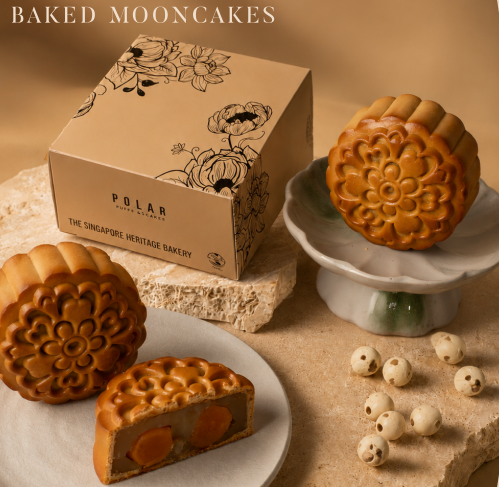 BAKED MOONCAKES
POLAR
PUFFS & CAKES
THE SINGAPORE HERITAGE BAKERY